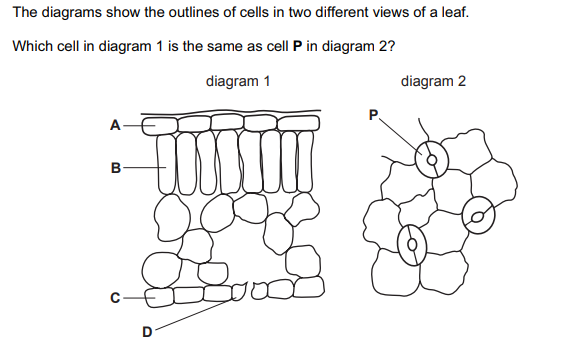 The diagrams show the outlines of cells in two different views of a leaf.
Which cell in diagram 1 is the same as cell P in diagram 2?
diagram 1
diagram 2
A
P
B
C
D